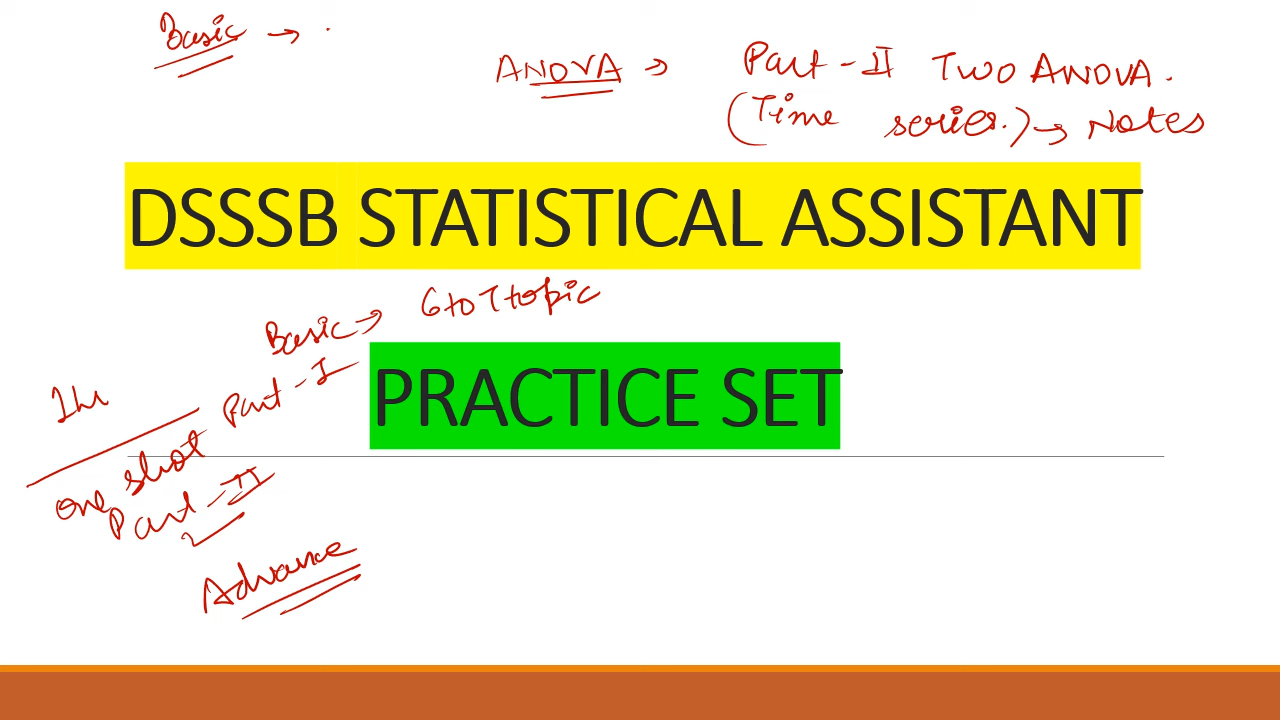 Basic →
ANOVA → Part - II TWO ANOVA.
(Time series.) → Notes
DSSSB STATISTICAL ASSISTANT
Basic → 6 to 7 topic
PRACTICE SET
Part - I
one shot
Part - II
Advance